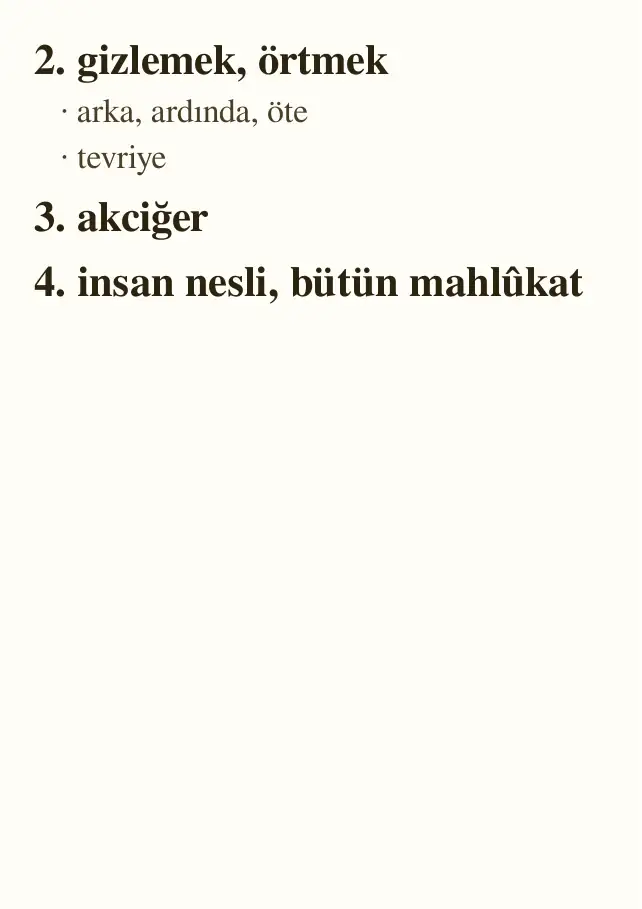 2. gizlemek, örtmek
· arka, ardında, öte
· tevriye
3. akciğer
4. insan nesli, bütün mahlûkat